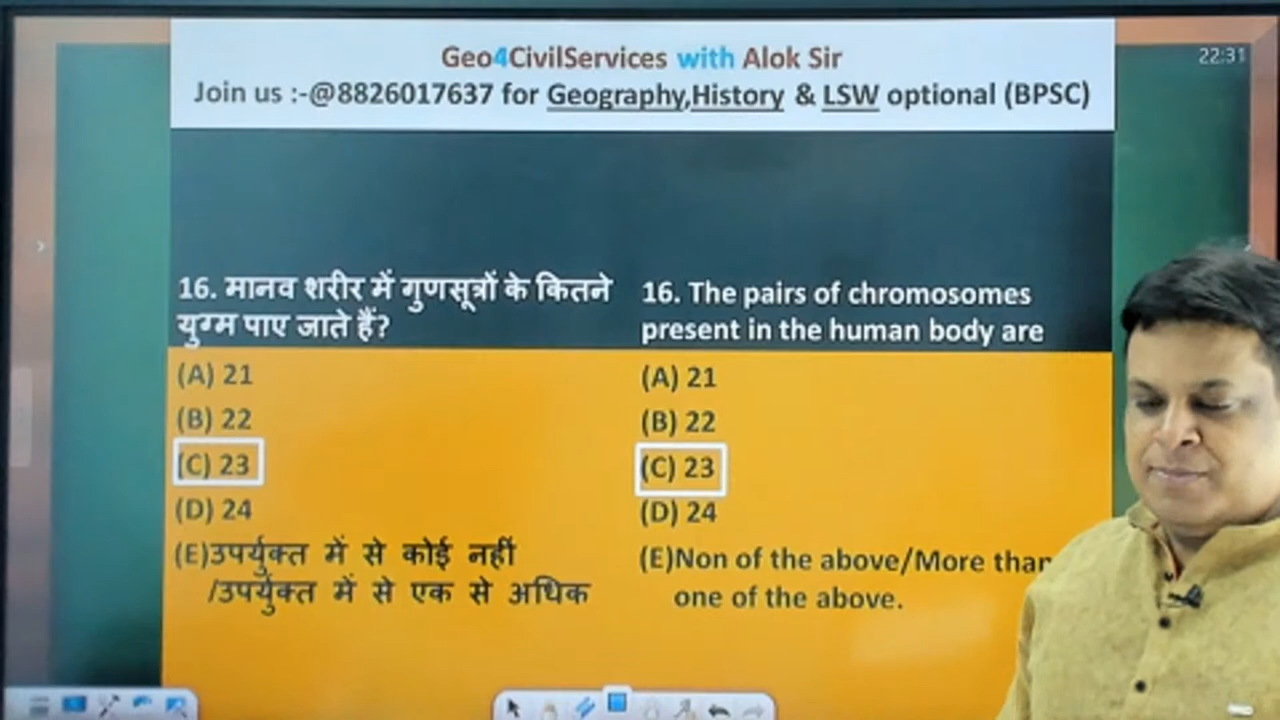 Geo4CivilServices with Alok Sir
Join us :-@8826017637 for Geography,History & LSW optional (BPSC)
22:31
16. मानव शरीर में गुणसूत्रों के कितने
युग्म पाए जाते हैं?
(A) 21
(B) 22
(C) 23
(D) 24
(E)उपर्युक्त में से कोई नहीं
/उपर्युक्त में से एक से अधिक
16. The pairs of chromosomes
present in the human body are
(A) 21
(B) 22
(C) 23
(D) 24
(E)Non of the above/More than
one of the above.